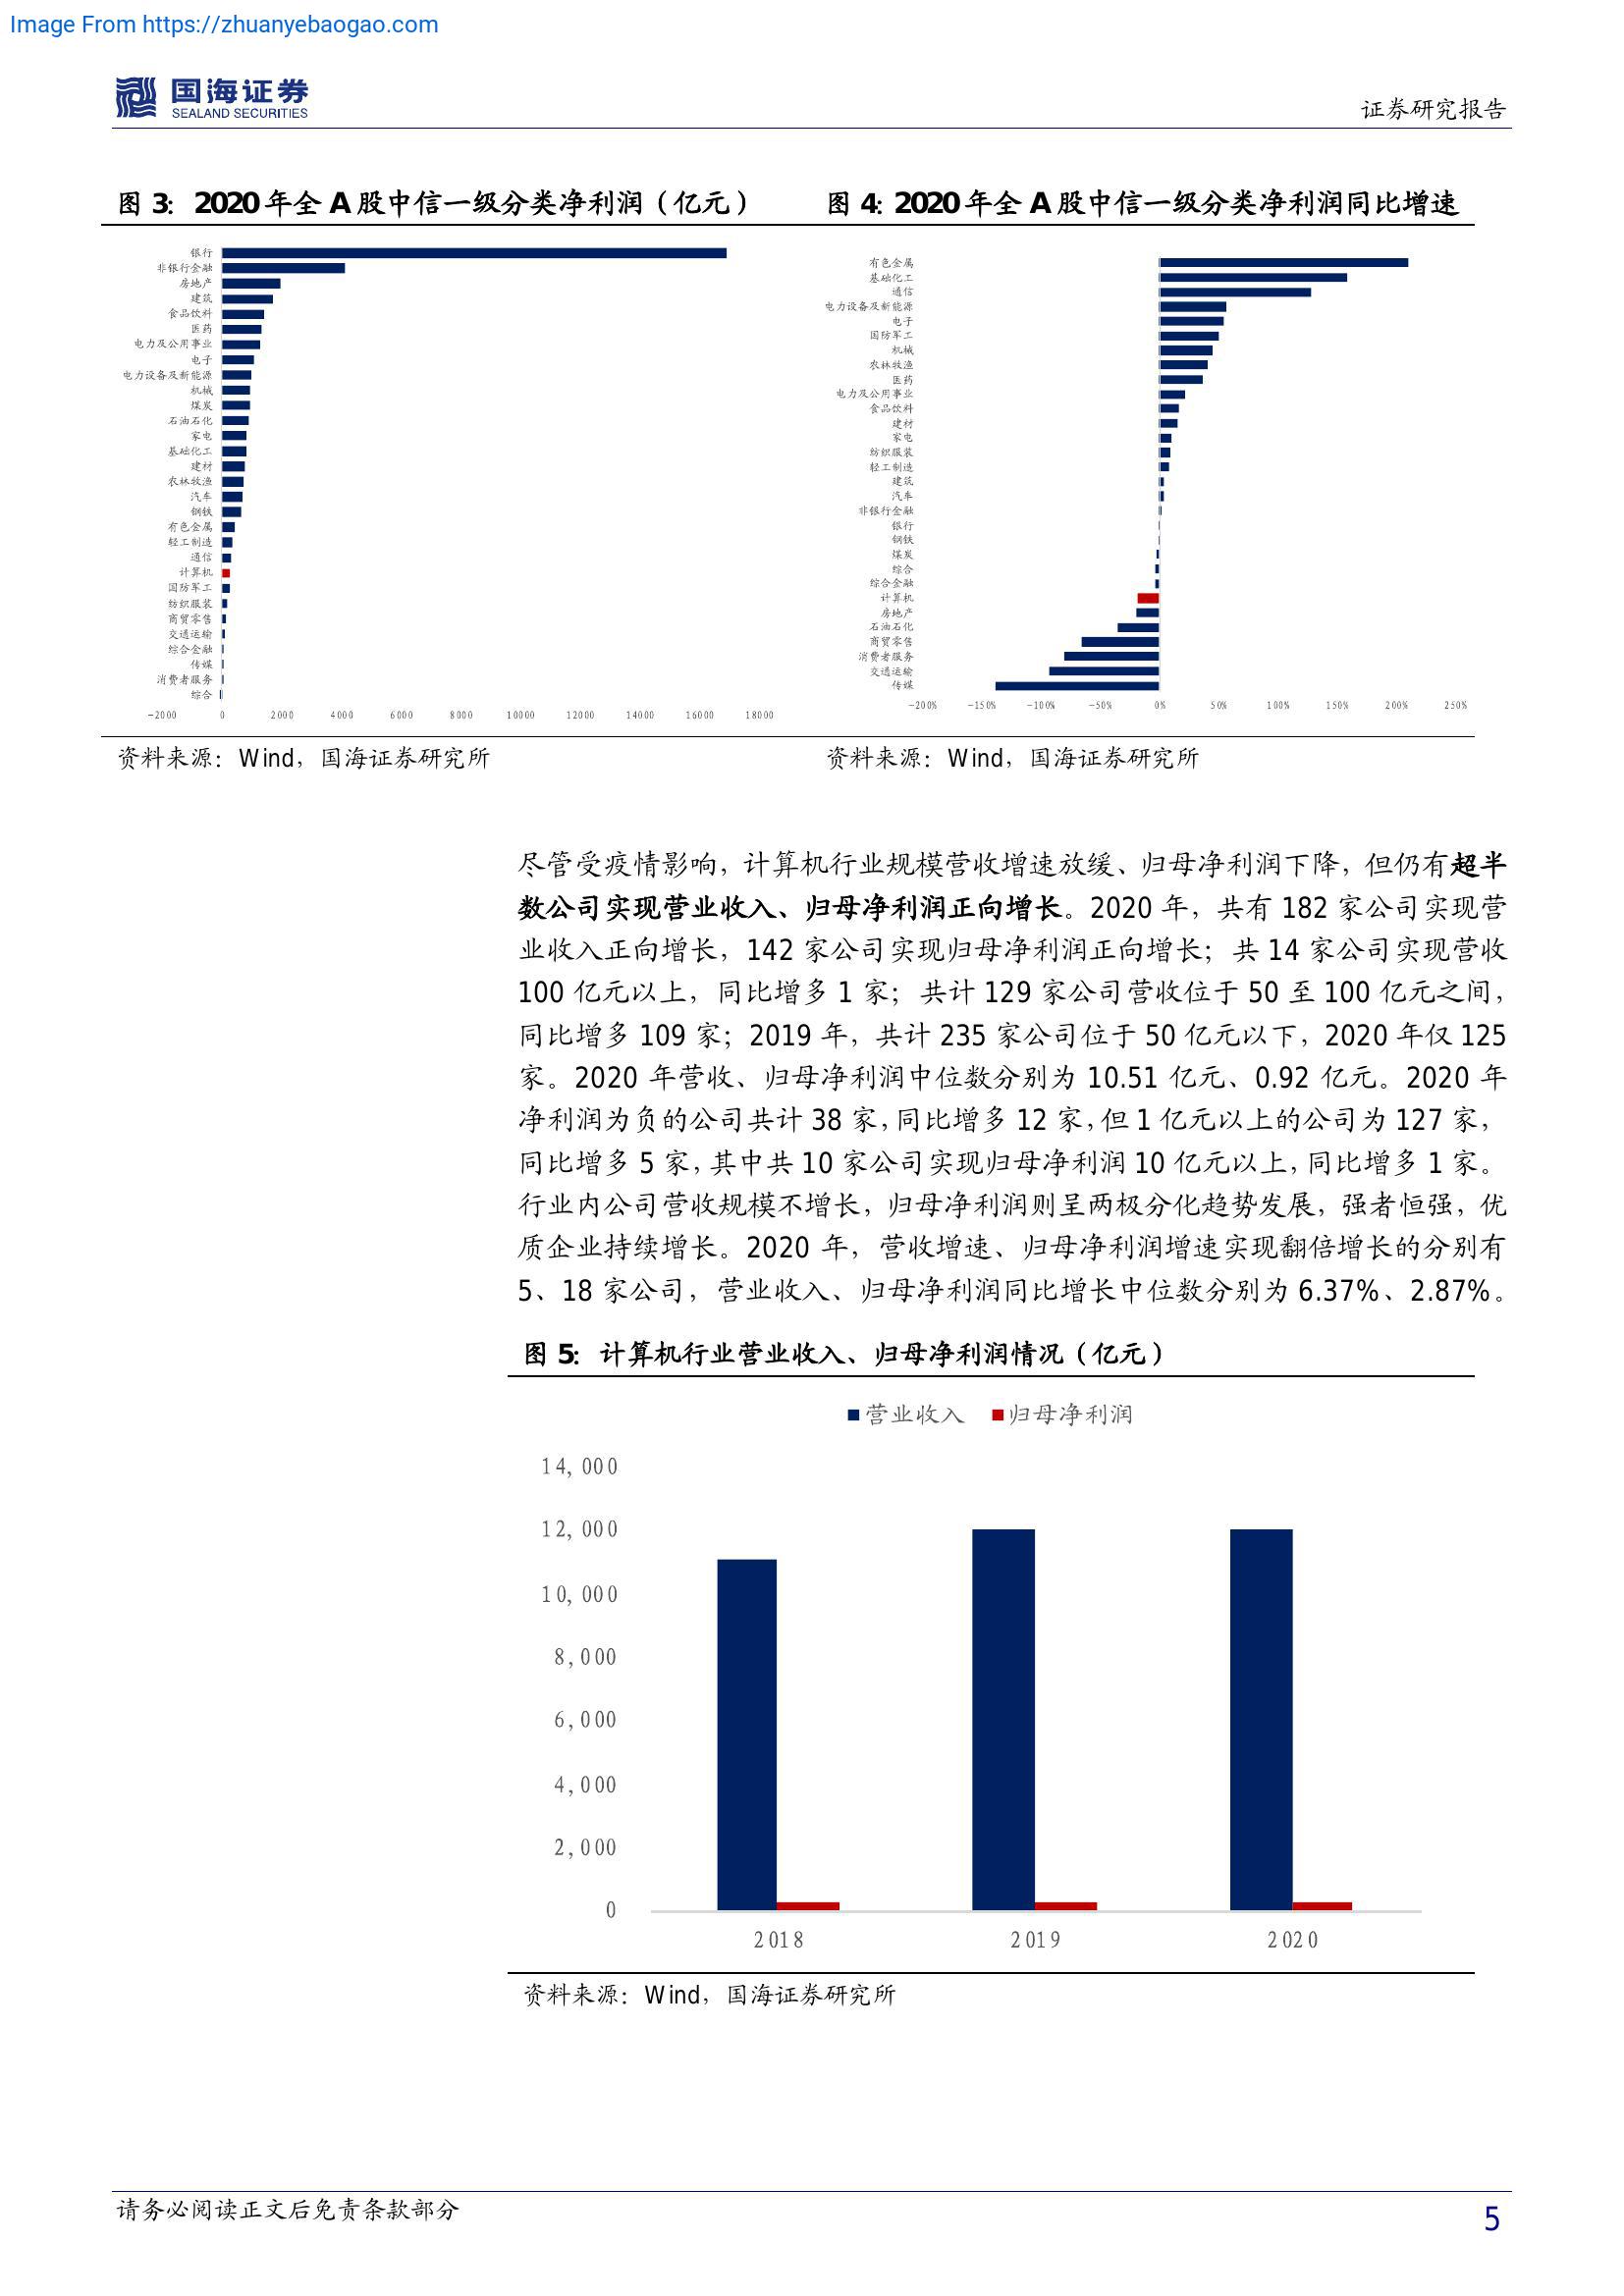 Image From https://zhuanyebaogao.com
国海证券
SEALAND SECURITIES
证券研究报告
图 3: 2020 年全 A 股中信一级分类净利润（亿元）
银行
非银行金融
房地产
建筑
食品饮料
医药
电力及公用事业
电子
电力设备及新能源
机械
煤炭
石油石化
家电
基础化工
建材
农林牧渔
汽车
钢铁
有色金属
轻工制造
通信
计算机
国防军工
纺织服装
商贸零售
交通运输
综合金融
传媒
消费者服务
综合
-2000 0 2000 4000 6000 8000 10000 12000 14000 16000 18000
资料来源：Wind，国海证券研究所
图 4: 2020 年全 A 股中信一级分类净利润同比增速
有色金属
基础化工
通信
电力设备及新能源
电子
国防军工
机械
农林牧渔
医药
电力及公用事业
食品饮料
建材
家电
纺织服装
轻工制造
建筑
汽车
非银行金融
银行
钢铁
煤炭
综合
综合金融
计算机
房地产
石油石化
商贸零售
消费者服务
交通运输
传媒
-200% -150% -100% -50% 0% 50% 100% 150% 200% 250%
资料来源：Wind，国海证券研究所
尽管受疫情影响，计算机行业规模营收增速放缓、归母净利润下降，但仍有超半
数公司实现营业收入、归母净利润正向增长。2020 年，共有 182 家公司实现营
业收入正向增长，142 家公司实现归母净利润正向增长；共 14 家公司实现营收
100 亿元以上，同比增多 1 家；共计 129 家公司营收位于 50 至 100 亿元之间，
同比增多 109 家；2019 年，共计 235 家公司位于 50 亿元以下，2020 年仅 125
家。2020 年营收、归母净利润中位数分别为 10.51 亿元、0.92 亿元。2020 年
净利润为负的公司共计 38 家，同比增多 12 家，但 1 亿元以上的公司为 127 家，
同比增多 5 家，其中共 10 家公司实现归母净利润 10 亿元以上，同比增多 1 家。
行业内公司营收规模不增长，归母净利润则呈两极分化趋势发展，强者恒强，优
质企业持续增长。2020 年，营收增速、归母净利润增速实现翻倍增长的分别有
5、18 家公司，营业收入、归母净利润同比增长中位数分别为 6.37%、2.87%。
图 5: 计算机行业营业收入、归母净利润情况（亿元）
营业收入 归母净利润
14,000
12,000
10,000
8,000
6,000
4,000
2,000
0
2018 2019 2020
资料来源：Wind，国海证券研究所
请务必阅读正文后免责条款部分
5